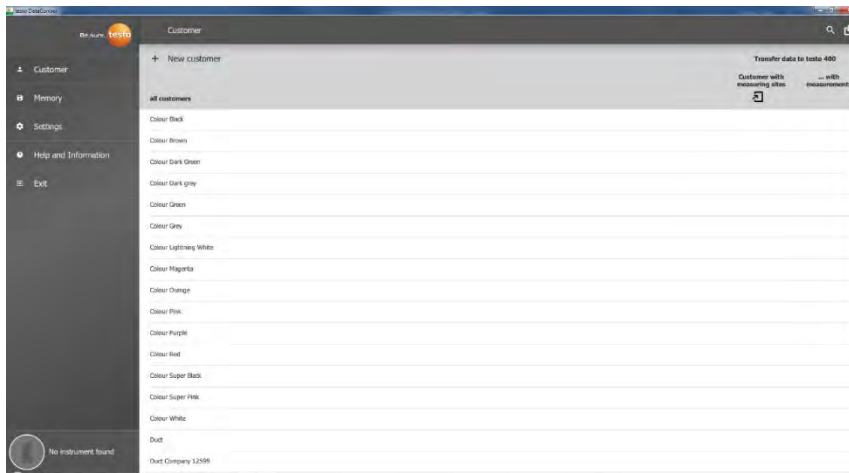 testo DataControl
Be sure. testo
Customer
Customer
Memory
Settings
Help and Information
Exit
No instrument found
+ New customer
Transfer data to testo 400
Customer with
measuring sites
... with
measurement
all customers
Colour Black
Colour Brown
Colour Dark Green
Colour Dark grey
Colour Green
Colour Grey
Colour Lightning White
Colour Magenta
Colour Orange
Colour Pink
Colour Purple
Colour Red
Colour Super Black
Colour Super Pink
Colour White
Duct
Duct Company 12599